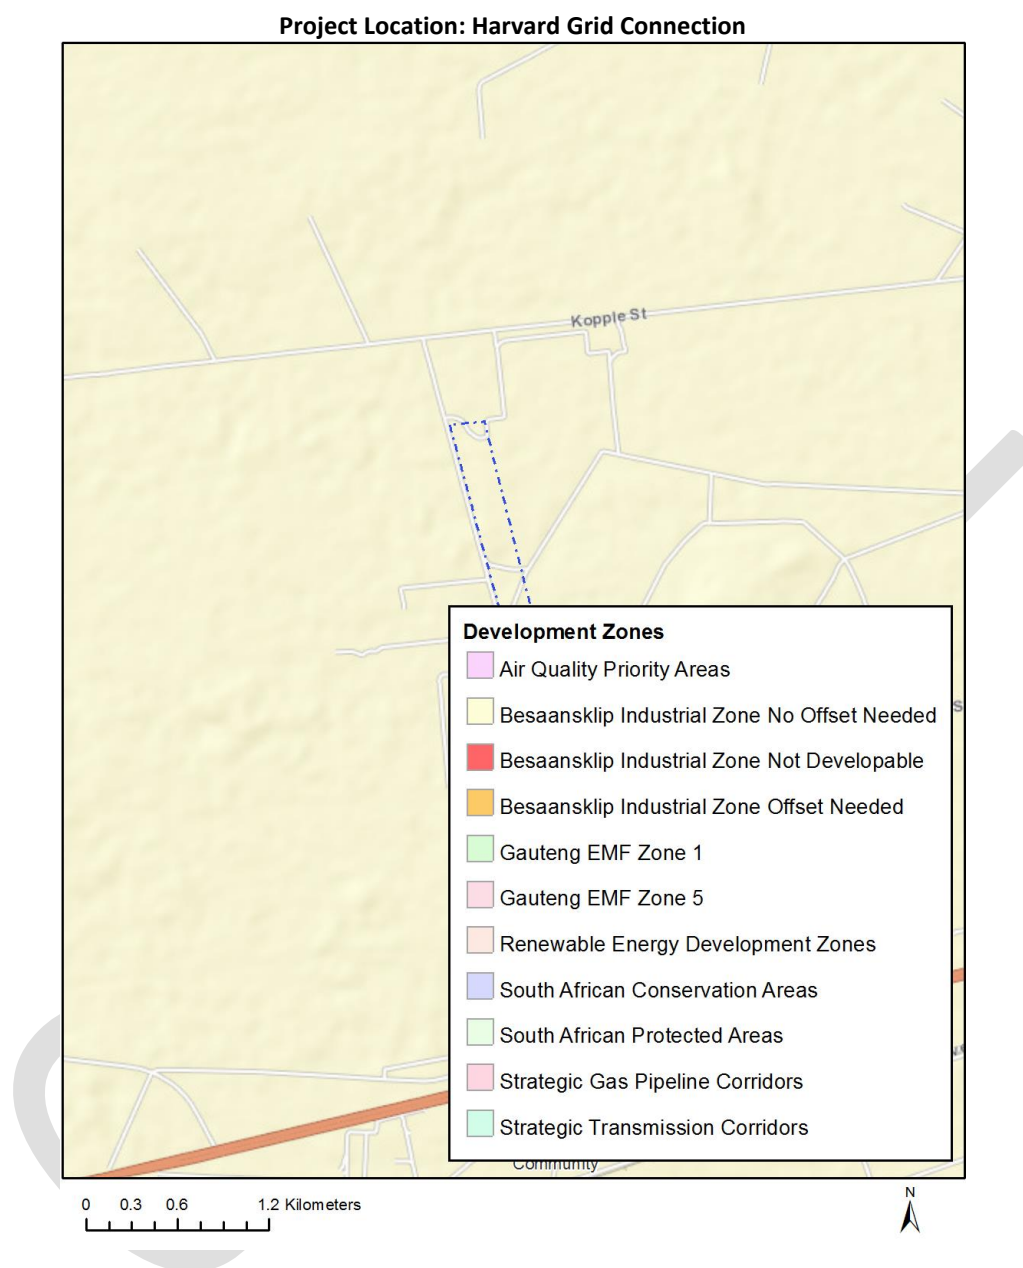 Project Location: Harvard Grid Connection
Kopple St
Development Zones
Air Quality Priority Areas
Besaansklip Industrial Zone No Offset Needed
Besaansklip Industrial Zone Not Developable
Besaansklip Industrial Zone Offset Needed
Gauteng EMF Zone 1
Gauteng EMF Zone 5
Renewable Energy Development Zones
South African Conservation Areas
South African Protected Areas
Strategic Gas Pipeline Corridors
Strategic Transmission Corridors
Community
0 0.3 0.6 1.2 Kilometers
N